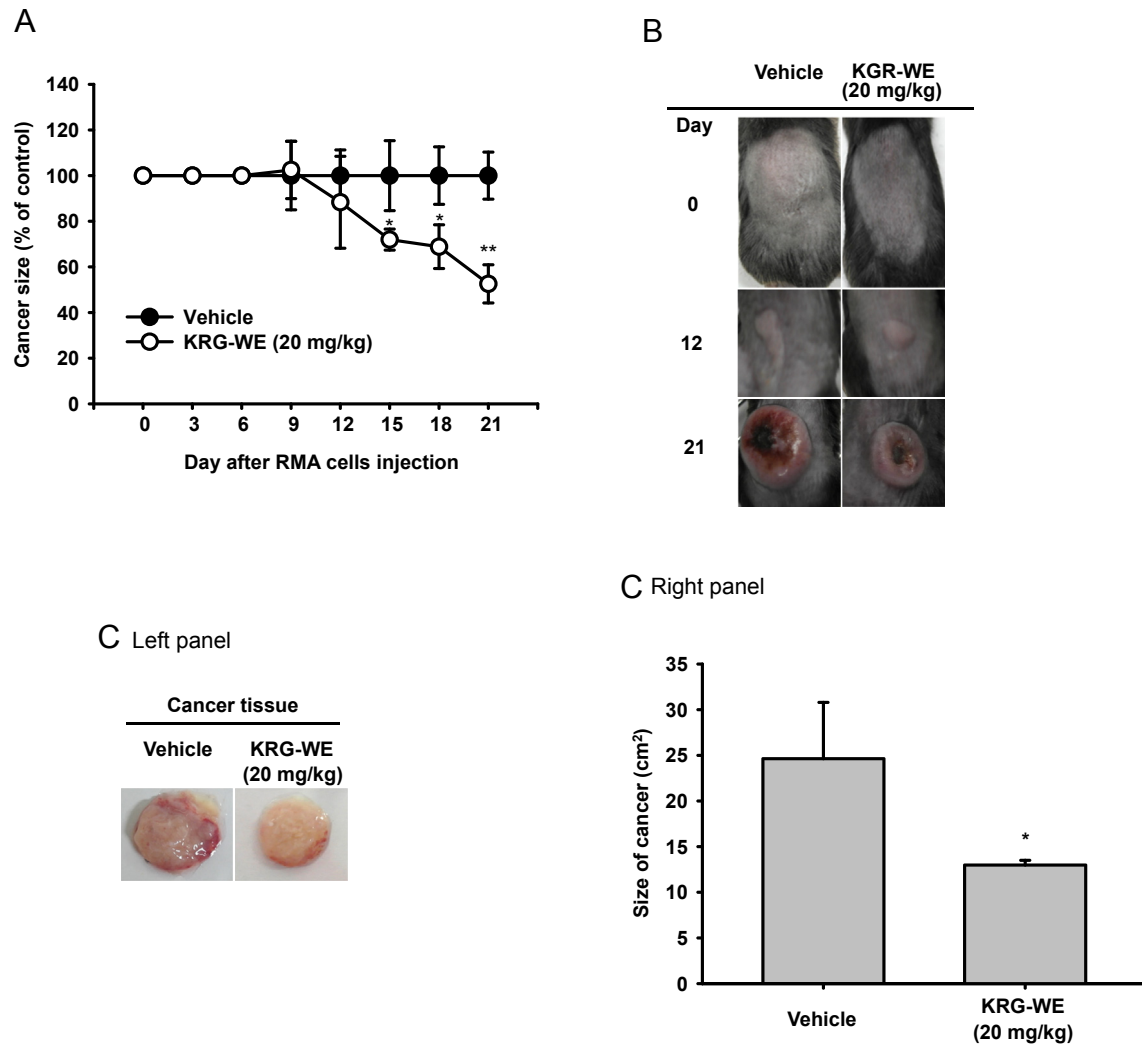 A
140
120
100
80
60
40
20
0
Cancer size (% of control)
*
*
**
Vehicle
KRG-WE (20 mg/kg)
0 3 6 9 12 15 18 21
Day after RMA cells injection
B
Vehicle KGR-WE
(20 mg/kg)
Day
0
12
21
C Left panel
Cancer tissue
Vehicle KRG-WE
(20 mg/kg)
C Right panel
35
30
25
20
15
10
5
0
Size of cancer (cm²)
*
Vehicle KRG-WE
(20 mg/kg)